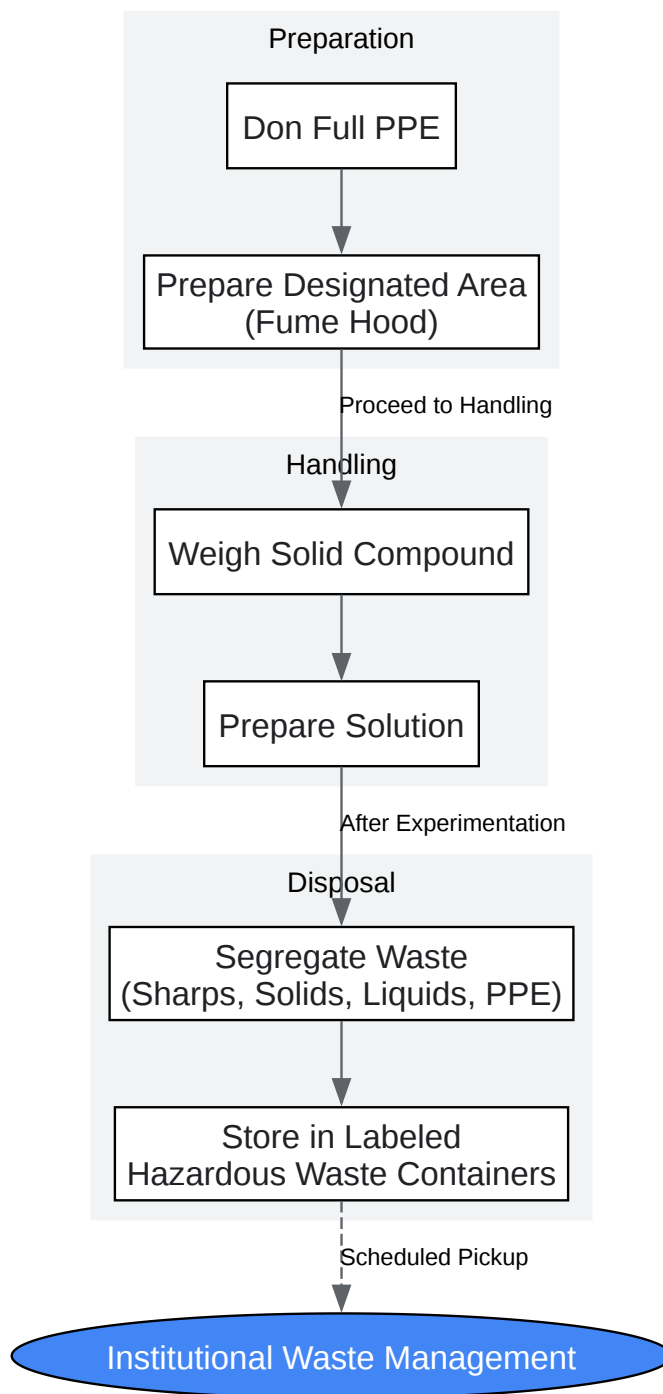 Preparation
Don Full PPE
Prepare Designated Area
(Fume Hood)
Proceed to Handling
Handling
Weigh Solid Compound
Prepare Solution
After Experimentation
Disposal
Segregate Waste
(Sharps, Solids, Liquids, PPE)
Store in Labeled
Hazardous Waste Containers
Scheduled Pickup
Institutional Waste Management